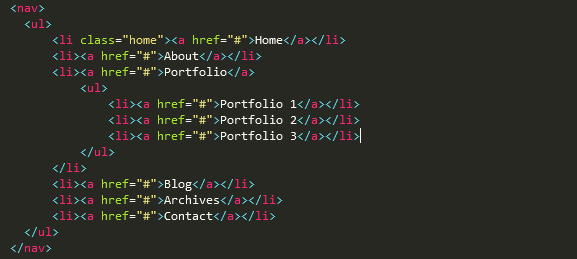 <nav>
  <ul>
      <li class="home"><a href="#">Home</a></li>
      <li><a href="#">About</a></li>
      <li><a href="#">Portfolio</a>
          <ul>
              <li><a href="#">Portfolio 1</a></li>
              <li><a href="#">Portfolio 2</a></li>
              <li><a href="#">Portfolio 3</a></li>
          </ul>
      </li>
      <li><a href="#">Blog</a></li>
      <li><a href="#">Archives</a></li>
      <li><a href="#">Contact</a></li>
  </ul>
</nav>